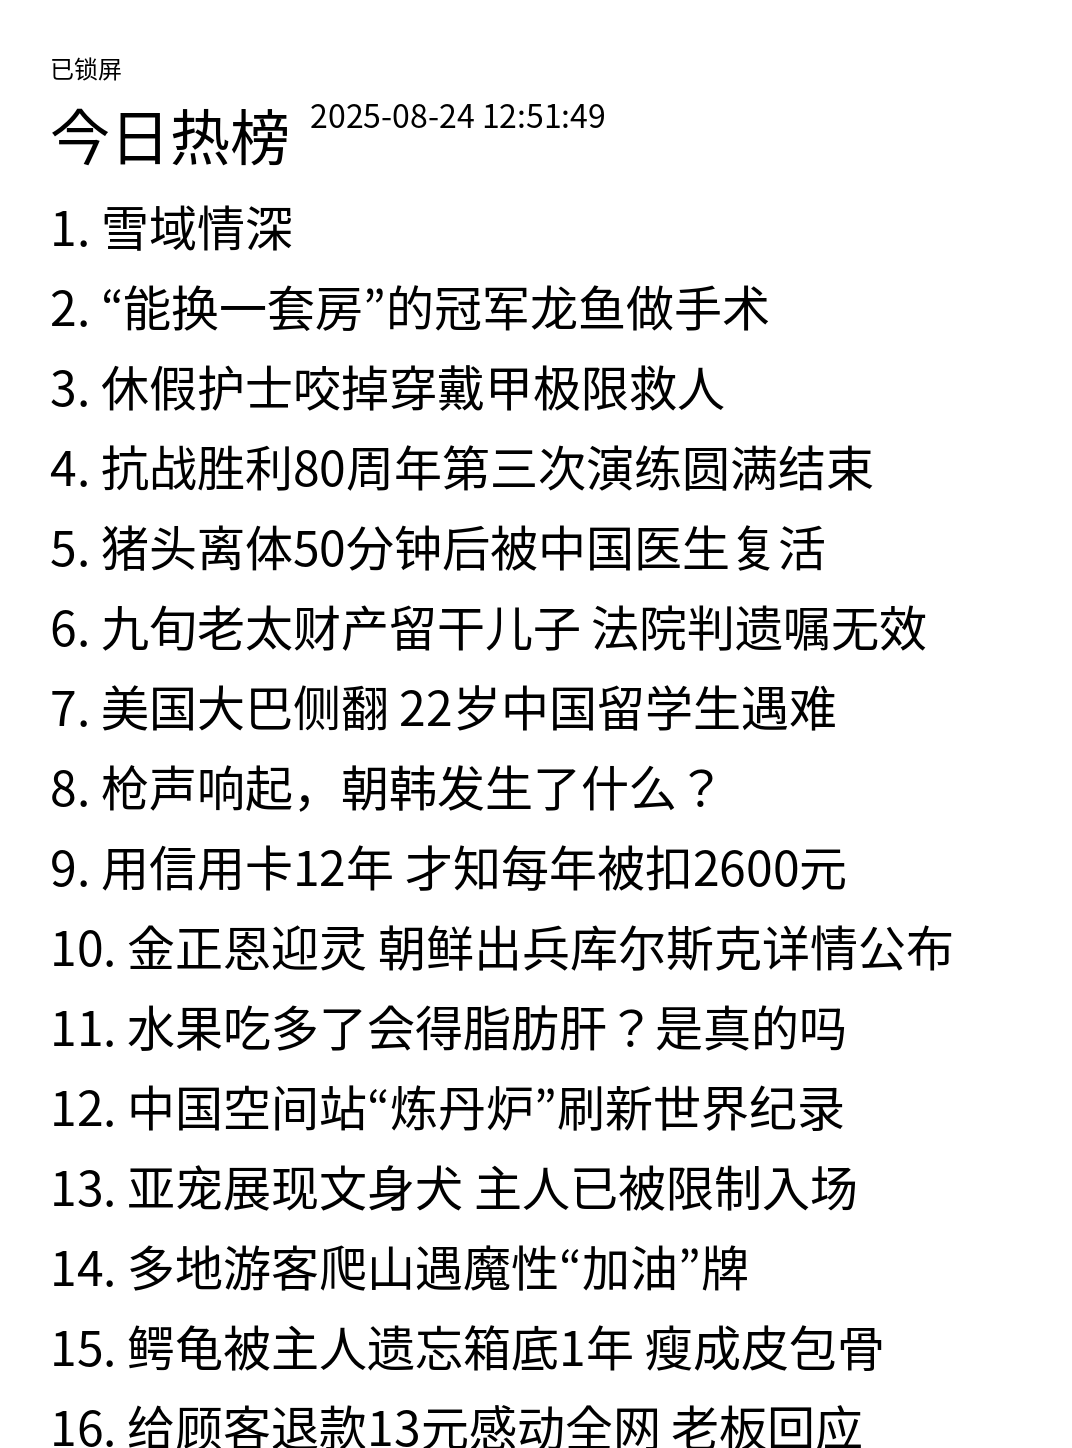 已锁屏
今日热榜 2025-08-24 12:51:49
1. 雪域情深
2. “能换一套房”的冠军龙鱼做手术
3. 休假护士咬掉穿戴甲极限救人
4. 抗战胜利80周年第三次演练圆满结束
5. 猪头离体50分钟后被中国医生复活
6. 九旬老太财产留干儿子 法院判遗嘱无效
7. 美国大巴侧翻 22岁中国留学生遇难
8. 枪声响起，朝韩发生了什么？
9. 用信用卡12年 才知每年被扣2600元
10. 金正恩迎灵 朝鲜出兵库尔斯克详情公布
11. 水果吃多了会得脂肪肝？是真的吗
12. 中国空间站“炼丹炉”刷新世界纪录
13. 亚宠展现文身犬 主人已被限制入场
14. 多地游客爬山遇魔性“加油”牌
15. 鳄龟被主人遗忘箱底1年 瘦成皮包骨
16. 给顾客退款13元感动全网 老板回应